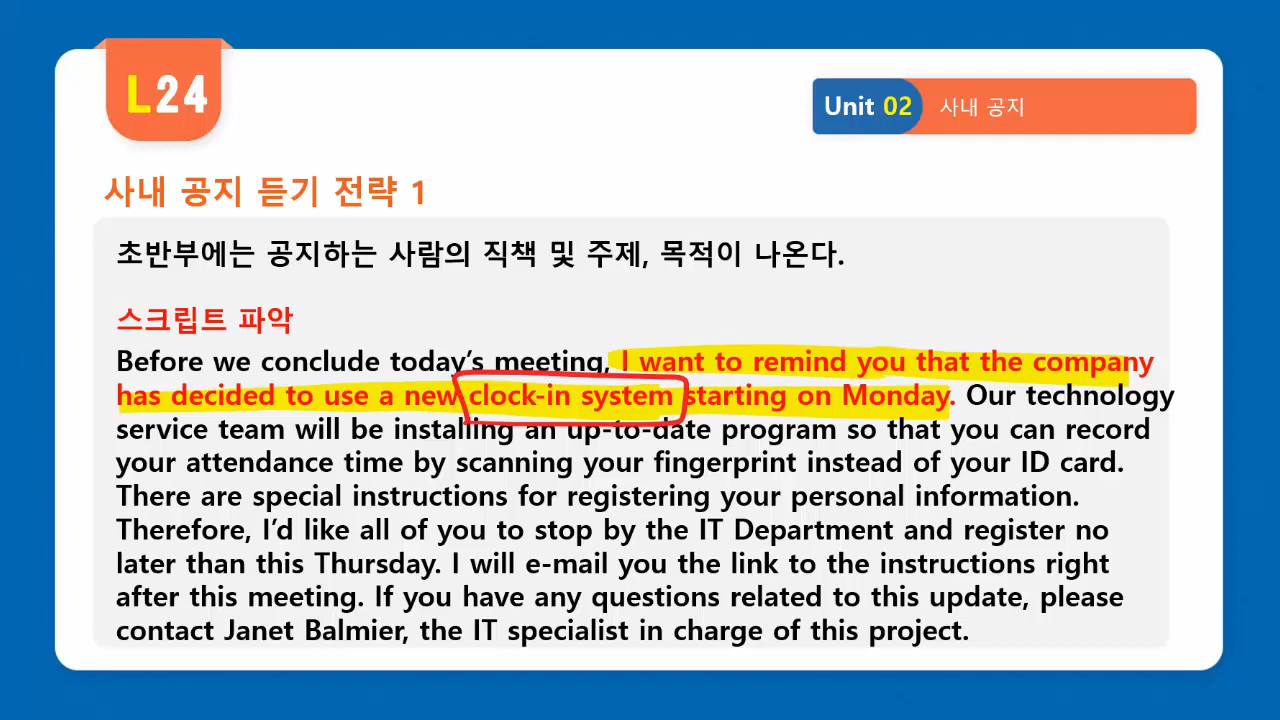 L24
Unit 02 사내 공지
사내 공지 듣기 전략 1
초반부에는 공지하는 사람의 직책 및 주제, 목적이 나온다.
스크립트 파악
Before we conclude today’s meeting, I want to remind you that the company
has decided to use a new clock-in system starting on Monday. Our technology
service team will be installing an up-to-date program so that you can record
your attendance time by scanning your fingerprint instead of your ID card.
There are special instructions for registering your personal information.
Therefore, I’d like all of you to stop by the IT Department and register no
later than this Thursday. I will e-mail you the link to the instructions right
after this meeting. If you have any questions related to this update, please
contact Janet Balmier, the IT specialist in charge of this project.